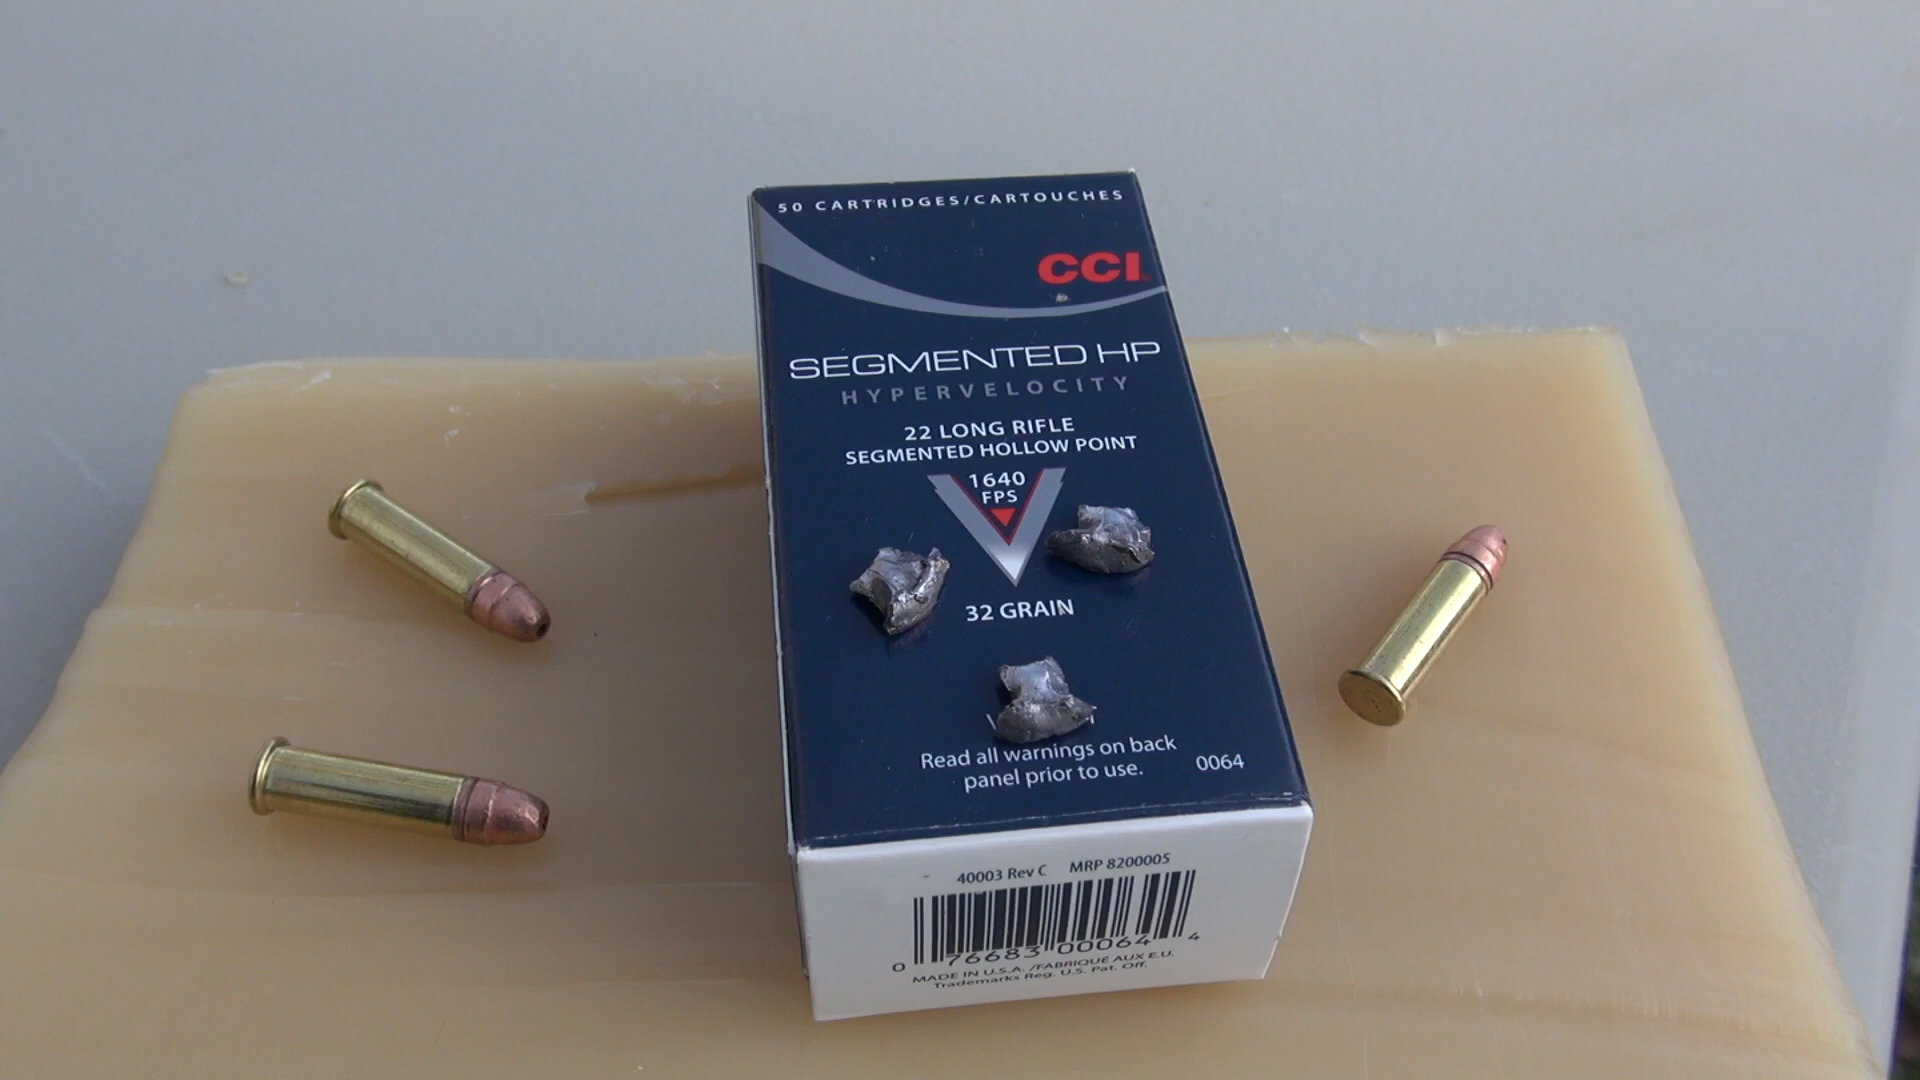 50 CARTRIDGES/CARTOUCHES
CCI
SEGMENTED HP
HYPERVELOCITY
22 LONG RIFLE
SEGMENTED HOLLOW POINT
1640
FPS
32 GRAIN
Read all warnings on back
panel prior to use.
0064
40003 Rev C MRP 8200005
0 76683 00064 4
MADE IN U.S.A. /FABRIQUÉ AUX E.U.
Trademarks Reg. U.S. Pat. Off.